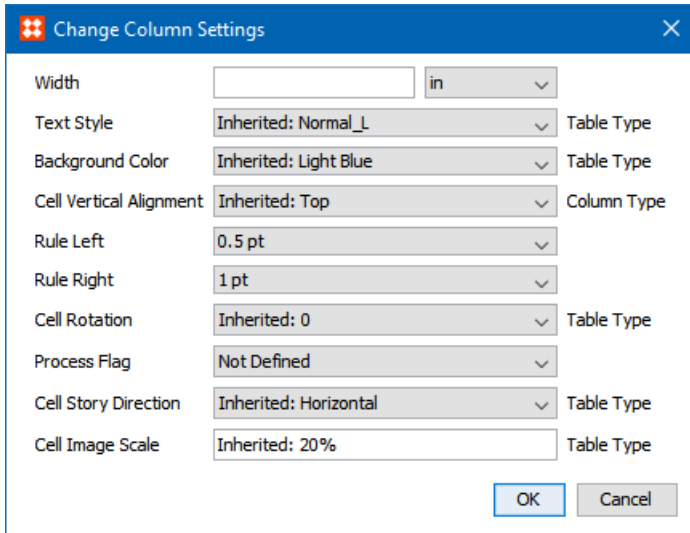 Change Column Settings
Width in
Text Style Inherited: Normal_L Table Type
Background Color Inherited: Light Blue Table Type
Cell Vertical Alignment Inherited: Top Column Type
Rule Left 0.5 pt
Rule Right 1 pt
Cell Rotation Inherited: 0 Table Type
Process Flag Not Defined
Cell Story Direction Inherited: Horizontal Table Type
Cell Image Scale Inherited: 20% Table Type
OK Cancel